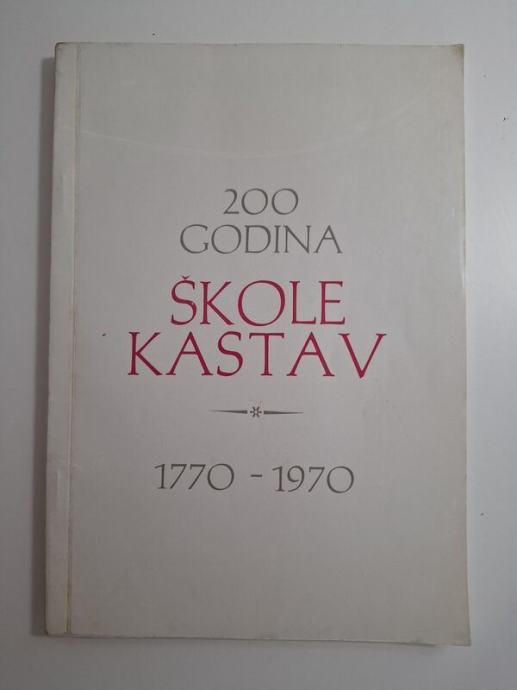 200
GODINA
ŠKOLE
KASTAV
1770 - 1970